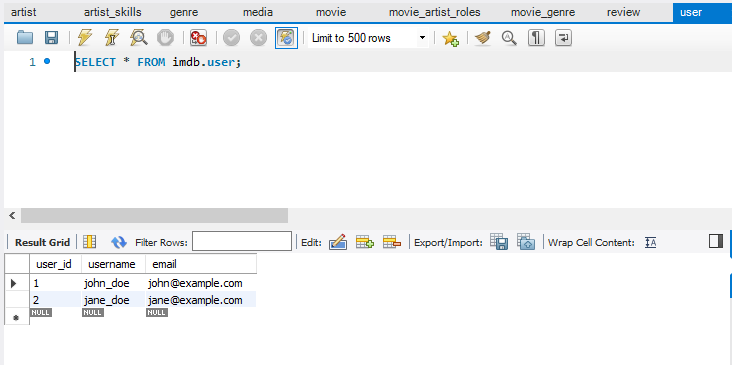 artist artist_skills genre media movie movie_artist_roles movie_genre review user
Limit to 500 rows
1 SELECT * FROM imdb.user;
Result Grid Filter Rows: Edit: Export/Import: Wrap Cell Content:
user_id username email
1 john_doe john@example.com
2 jane_doe jane@example.com
NULL NULL NULL